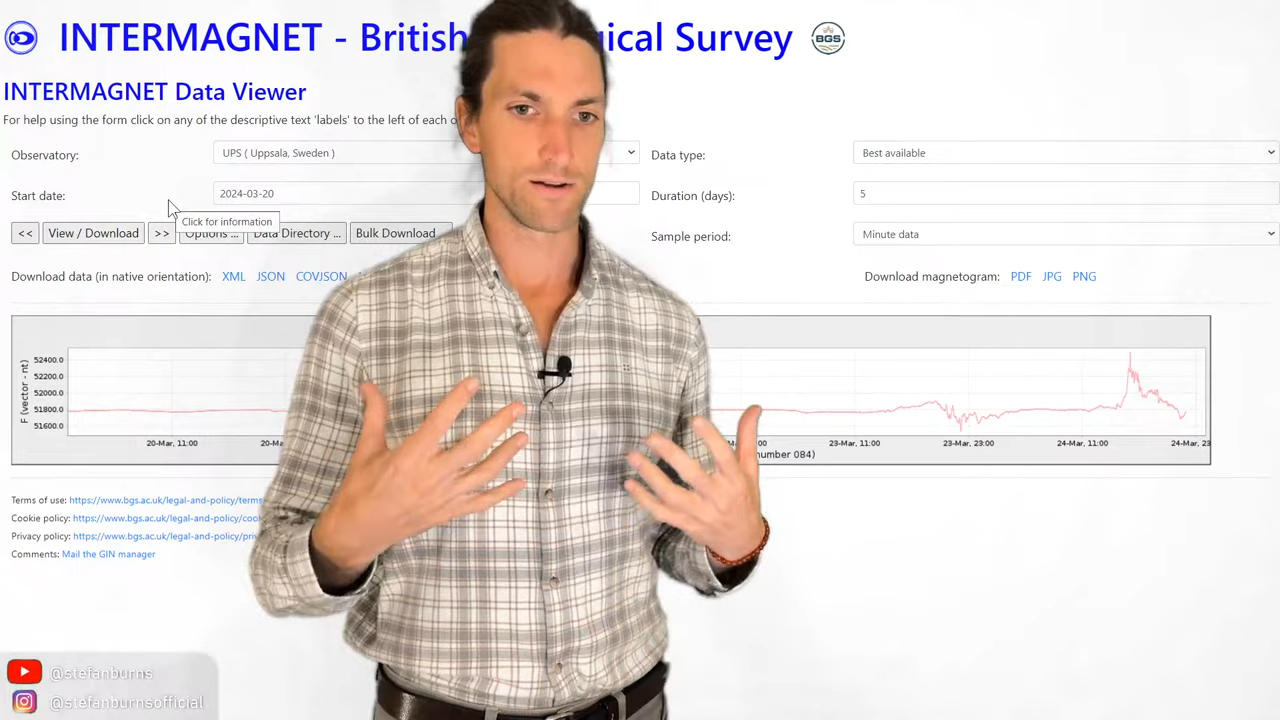 INTERMAGNET - British ical Survey
BGS
INTERMAGNET Data Viewer
For help using the form click on any of the descriptive text 'labels' to the left of each
Observatory:
UPS ( Uppsala, Sweden )
Data type:
Best available
Start date:
2024-03-20
Duration (days):
5
Click for information
<<
View / Download
>>
Options ...
Data Directory ...
Bulk Download
Sample period:
Minute data
Download data (in native orientation): XML JSON COVJSON
Download magnetogram: PDF JPG PNG
F (vector - nt)
52400.0
52200.0
52000.0
51800.0
51600.0
20-Mar, 11:00
23-Mar, 11:00
23-Mar, 23:00
24-Mar, 11:00
24-Mar, 23
number 084)
Terms of use: https://www.bgs.ac.uk/legal-and-policy/terms
Cookie policy: https://www.bgs.ac.uk/legal-and-policy/coo
Privacy policy: https://www.bgs.ac.uk/legal-and-policy/pri
Comments: Mail the GIN manager
@stefanburns
@stefanburnsofficial